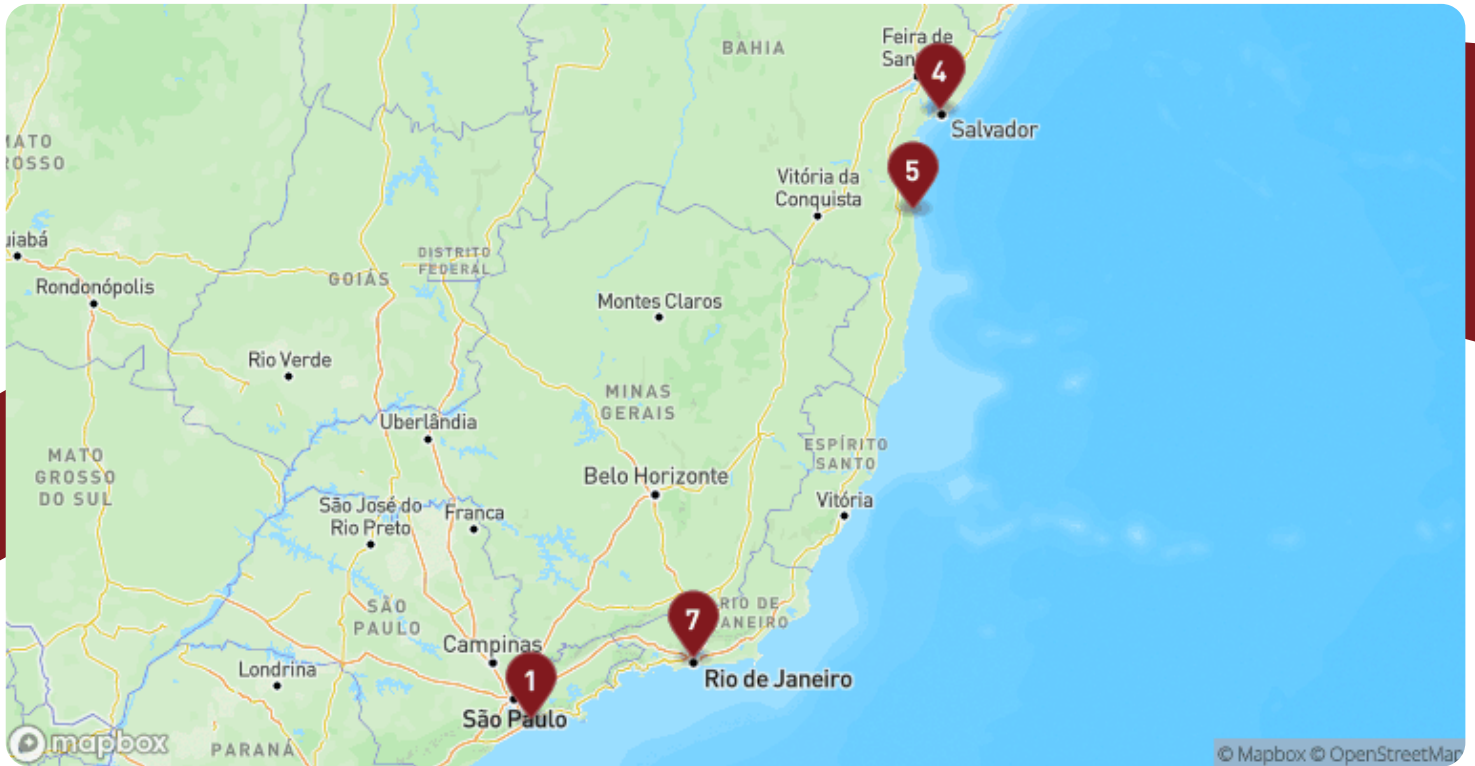 BAHIA
Feira de
San
4
Salvador
MATO
ROSSO
5
Vitória da
Conquista
uiabá
DISTRITO
FEDERAL
GOIÁS
Rondonópolis
Montes Claros
Rio Verde
MINAS
GERAIS
Uberlândia
ESPÍRITO
SANTO
MATO
GROSSO
DO SUL
Belo Horizonte
São José do
Rio Preto
Franca
Vitória
SÃO
PAULO
7
RIO DE
JANEIRO
Campinas
Londrina
1
Rio de Janeiro
São Paulo
PARANÁ
mapbox
© Mapbox © OpenStreetMap